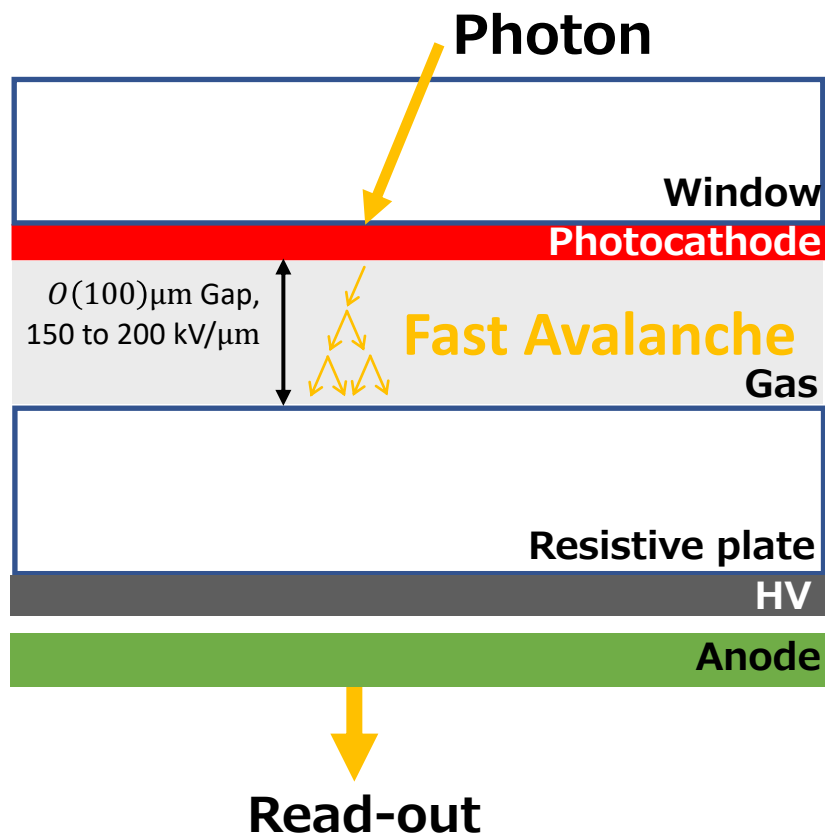 Photon
Window
Photocathode
O(100)μm Gap,
150 to 200 kV/μm
Fast Avalanche
Gas
Resistive plate
HV
Anode
Read-out